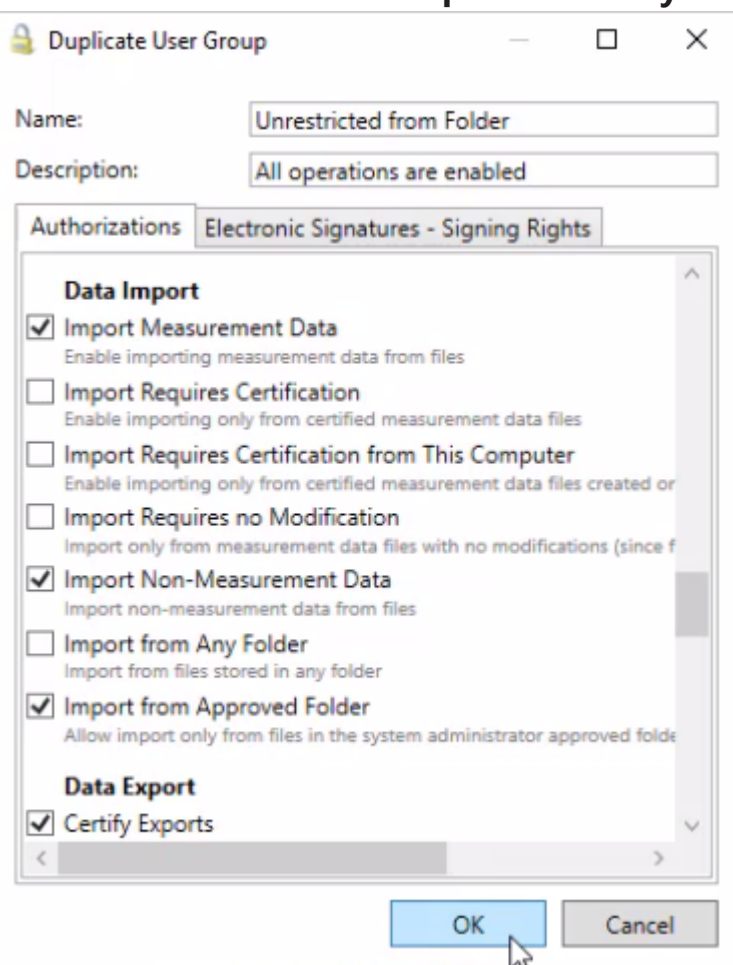 Duplicate User Group
Name:
Unrestricted from Folder
Description:
All operations are enabled
Authorizations
Electronic Signatures - Signing Rights
Data Import
Import Measurement Data
Enable importing measurement data from files
Import Requires Certification
Enable importing only from certified measurement data files
Import Requires Certification from This Computer
Enable importing only from certified measurement data files created or
Import Requires no Modification
Import only from measurement data files with no modifications (since f
Import Non-Measurement Data
Import non-measurement data from files
Import from Any Folder
Import from files stored in any folder
Import from Approved Folder
Allow import only from files in the system administrator approved folde
Data Export
Certify Exports
OK
Cancel